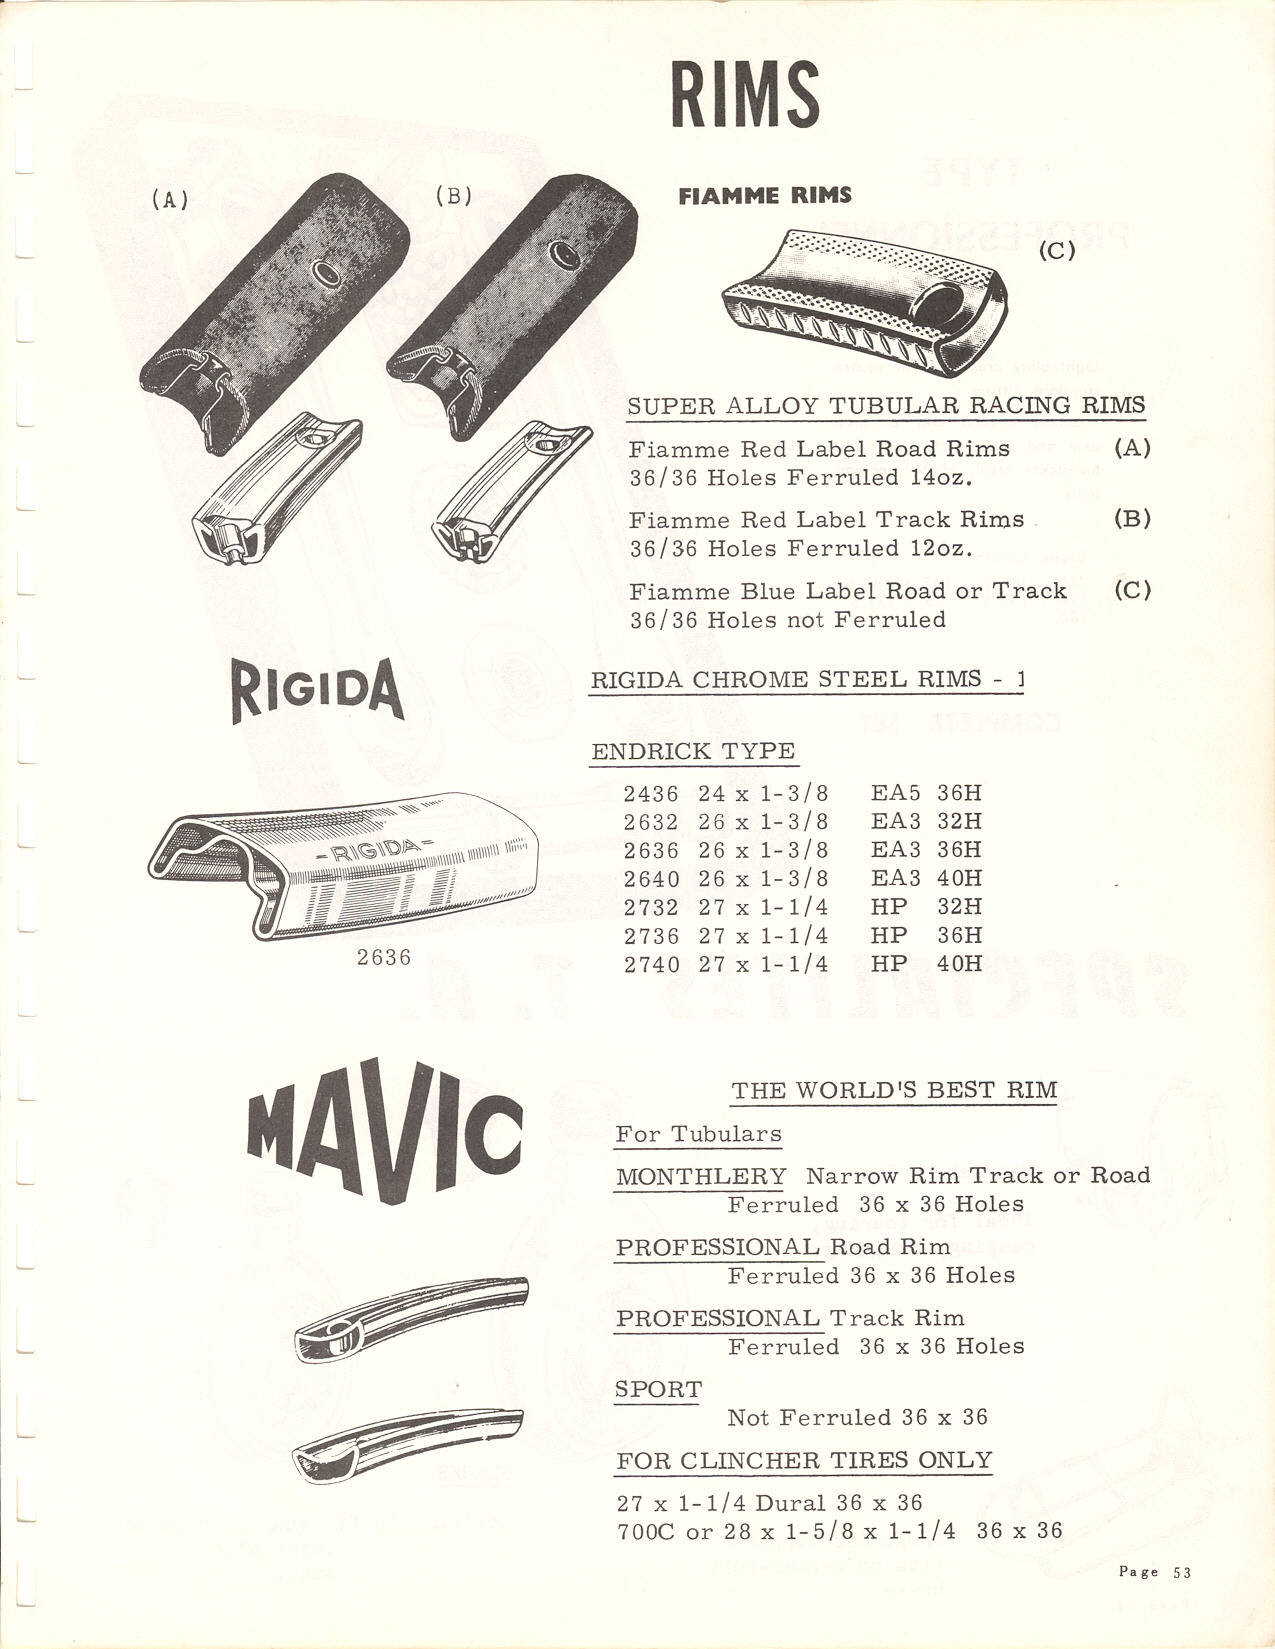 RIMS
(A)
(B)
FIAMME RIMS
(C)
SUPER ALLOY TUBULAR RACING RIMS
Fiamme Red Label Road Rims (A)
36/36 Holes Ferruled 14oz.
Fiamme Red Label Track Rims (B)
36/36 Holes Ferruled 12oz.
Fiamme Blue Label Road or Track (C)
36/36 Holes not Ferruled
RIGIDA
RIGIDA CHROME STEEL RIMS - 1
ENDRICK TYPE
2436 24 x 1-3/8 EA5 36H
2632 26 x 1-3/8 EA3 32H
2636 26 x 1-3/8 EA3 36H
2640 26 x 1-3/8 EA3 40H
2732 27 x 1-1/4 HP 32H
2736 27 x 1-1/4 HP 36H
2740 27 x 1-1/4 HP 40H
-RIGIDA-
2636
MAVIC
THE WORLD'S BEST RIM
For Tubulars
MONTHLERY Narrow Rim Track or Road
Ferruled 36 x 36 Holes
PROFESSIONAL Road Rim
Ferruled 36 x 36 Holes
PROFESSIONAL Track Rim
Ferruled 36 x 36 Holes
SPORT
Not Ferruled 36 x 36
FOR CLINCHER TIRES ONLY
27 x 1-1/4 Dural 36 x 36
700C or 28 x 1-5/8 x 1-1/4 36 x 36
Page 53